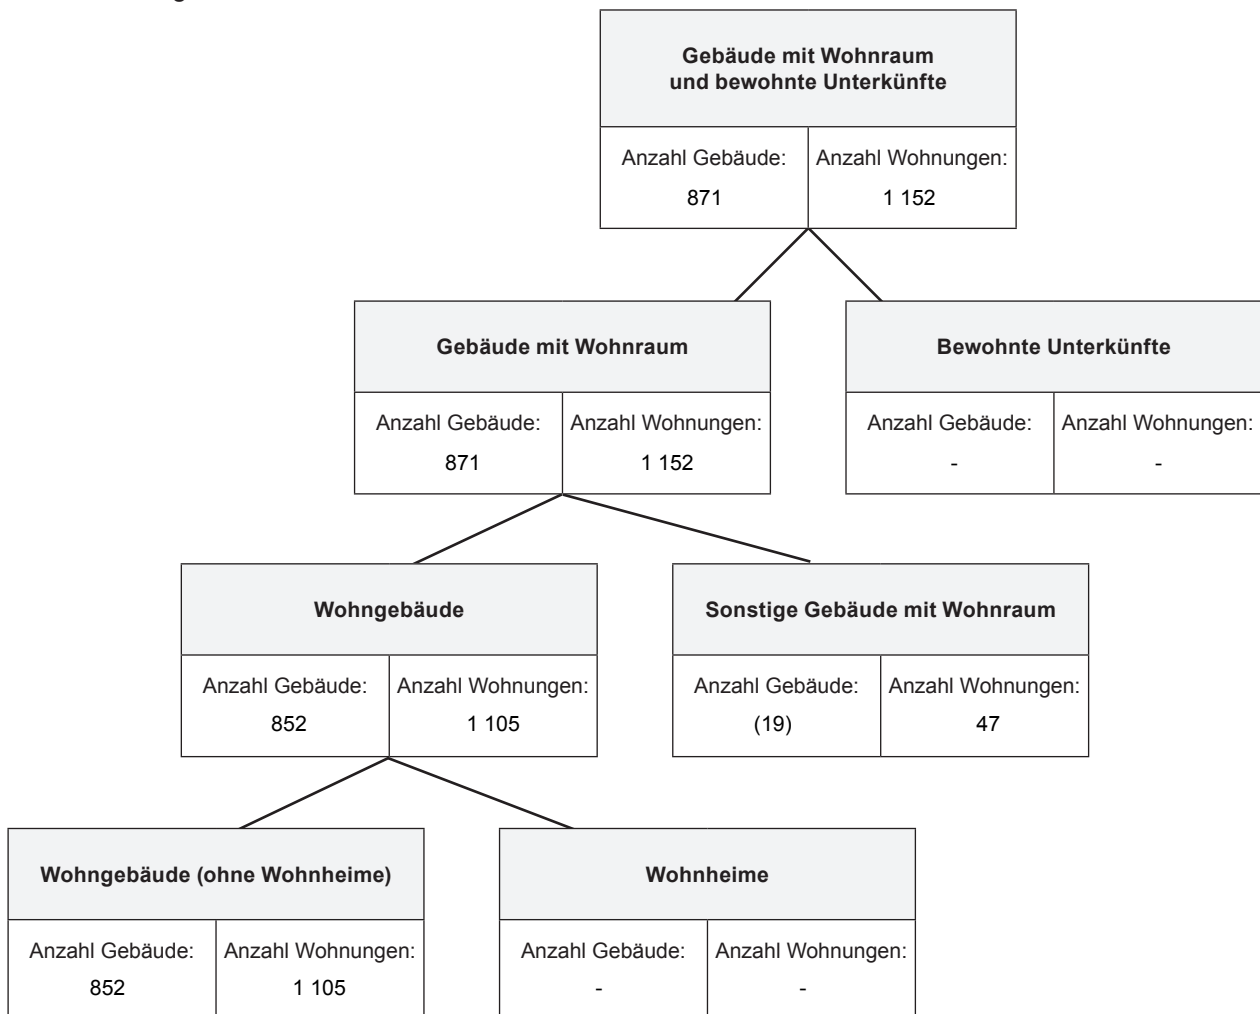 Gebäude mit Wohnraum
und bewohnte Unterkünfte
Anzahl Gebäude: Anzahl Wohnungen:
871 1 152
Gebäude mit Wohnraum
Anzahl Gebäude: Anzahl Wohnungen:
871 1 152
Bewohnte Unterkünfte
Anzahl Gebäude: Anzahl Wohnungen:
- -
Wohngebäude
Anzahl Gebäude: Anzahl Wohnungen:
852 1 105
Sonstige Gebäude mit Wohnraum
Anzahl Gebäude: Anzahl Wohnungen:
(19) 47
Wohngebäude (ohne Wohnheime)
Anzahl Gebäude: Anzahl Wohnungen:
852 1 105
Wohnheime
Anzahl Gebäude: Anzahl Wohnungen:
- -